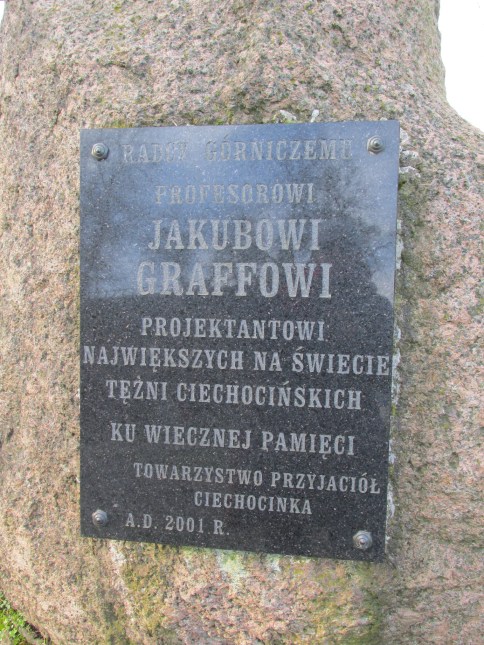 RADCY GÓRNICZEMU
PROFESOROWI
JAKUBOWI
GRAFFOWI
PROJEKTANTOWI
NAJWIĘKSZYCH NA ŚWIECIE
TĘŻNI CIECHOCIŃSKICH
KU WIECZNEJ PAMIĘCI
TOWARZYSTWO PRZYJACIÓŁ
CIECHOCINKA
A.D. 2001 R.